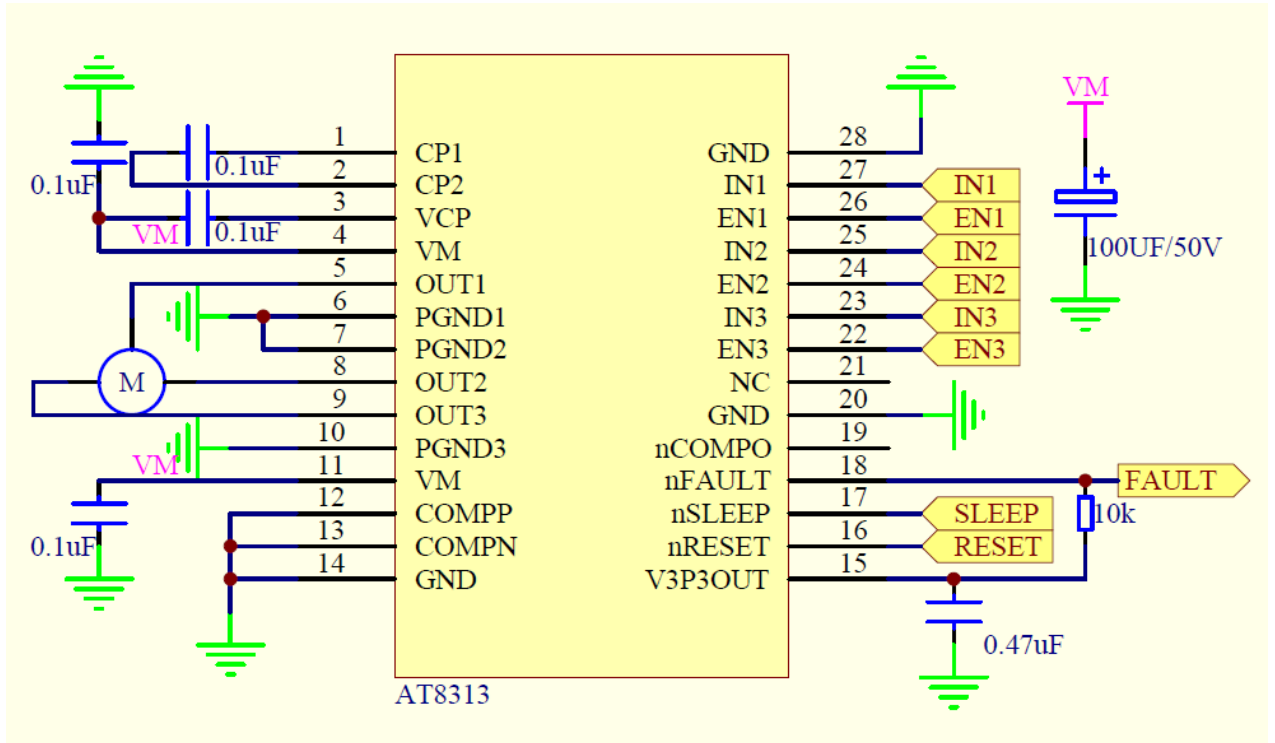 VM
1
CP1
28
GND
0.1uF
2
CP2
27
IN1
IN1
0.1uF
3
VCP
26
EN1
EN1
+
VM
0.1uF
4
VM
25
IN2
IN2
100UF/50V
5
OUT1
24
EN2
EN2
6
PGND1
23
IN3
IN3
7
PGND2
22
EN3
EN3
M
8
OUT2
21
NC
9
OUT3
20
GND
10
PGND3
19
nCOMPO
VM
11
VM
18
nFAULT
FAULT
12
COMPP
17
nSLEEP
SLEEP
10k
0.1uF
13
COMPN
16
nRESET
RESET
14
GND
15
V3P3OUT
0.47uF
AT8313